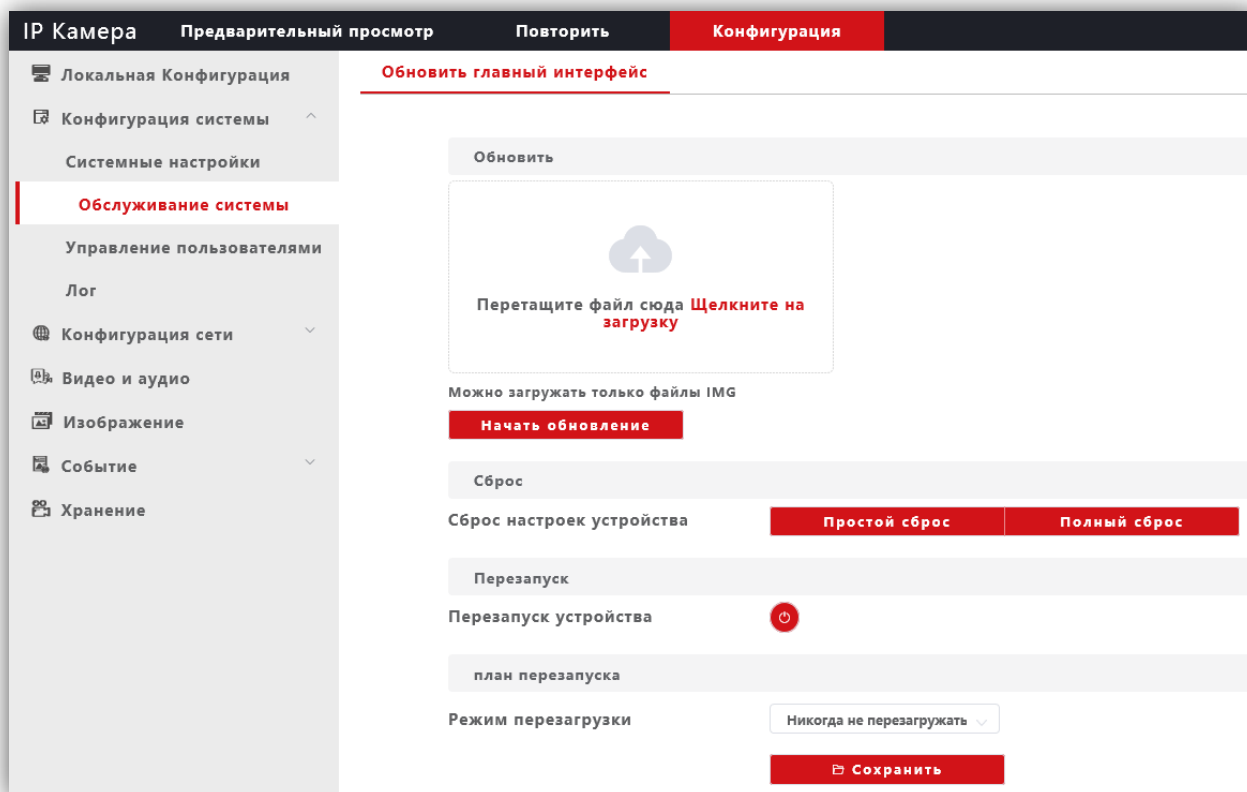 IP Камера Предварительный просмотр Повторить Конфигурация
Локальная Конфигурация
Конфигурация системы
Системные настройки
Обслуживание системы
Управление пользователями
Лог
Конфигурация сети
Видео и аудио
Изображение
Событие
Хранение
Обновить главный интерфейс
Обновить
Перетащите файл сюда Щелкните на
загрузку
Можно загружать только файлы IMG
Начать обновление
Сброс
Сброс настроек устройства Простой сброс Полный сброс
Перезапуск
Перезапуск устройства
план перезапуска
Режим перезагрузки Никогда не перезагружать
Сохранить